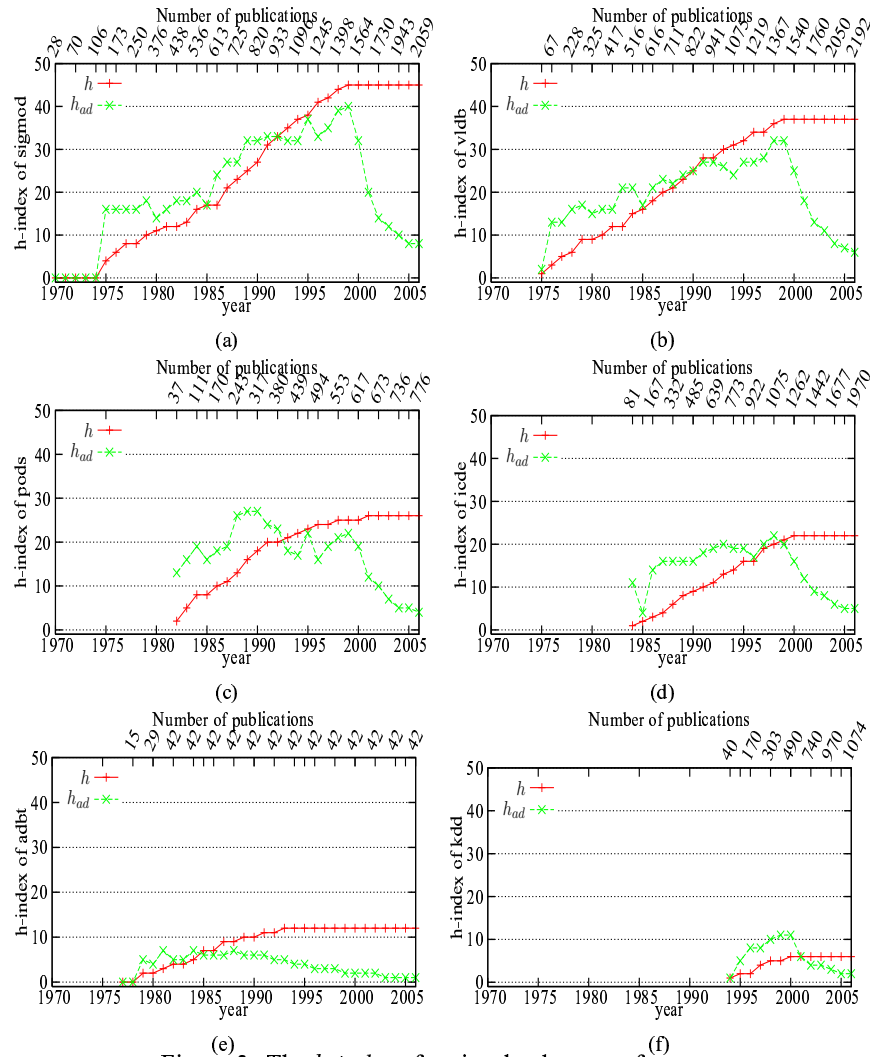 Number of publications
28 70 106 173 250 376 438 536 613 725 820 933 1096 1245 1398 1564 1730 1943 2059
50
40
30
20
10
0
h
h_ad
h-index of sigmod
1970 1975 1980 1985 1990 1995 2000 2005
year
(a)
Number of publications
67 228 325 417 516 616 711 822 941 1073 1219 1367 1540 1760 2050 2192
50
40
30
20
10
0
h
h_ad
h-index of vldb
1970 1975 1980 1985 1990 1995 2000 2005
year
(b)
Number of publications
37 111 170 243 317 380 439 494 553 617 673 736 776
50
40
30
20
10
0
h
h_ad
h-index of pods
1970 1975 1980 1985 1990 1995 2000 2005
year
(c)
Number of publications
81 167 332 485 639 773 922 1075 1262 1442 1677 1970
50
40
30
20
10
0
h
h_ad
h-index of icde
1970 1975 1980 1985 1990 1995 2000 2005
year
(d)
Number of publications
15 29 42 42 42 42 42 42 42 42 42 42 42 42 42
50
40
30
20
10
0
h
h_ad
h-index of adbt
1970 1975 1980 1985 1990 1995 2000 2005
year
(e)
Number of publications
40 170 303 490 740 970 1074
50
40
30
20
10
0
h
h_ad
h-index of kdd
1970 1975 1980 1985 1990 1995 2000 2005
year
(f)